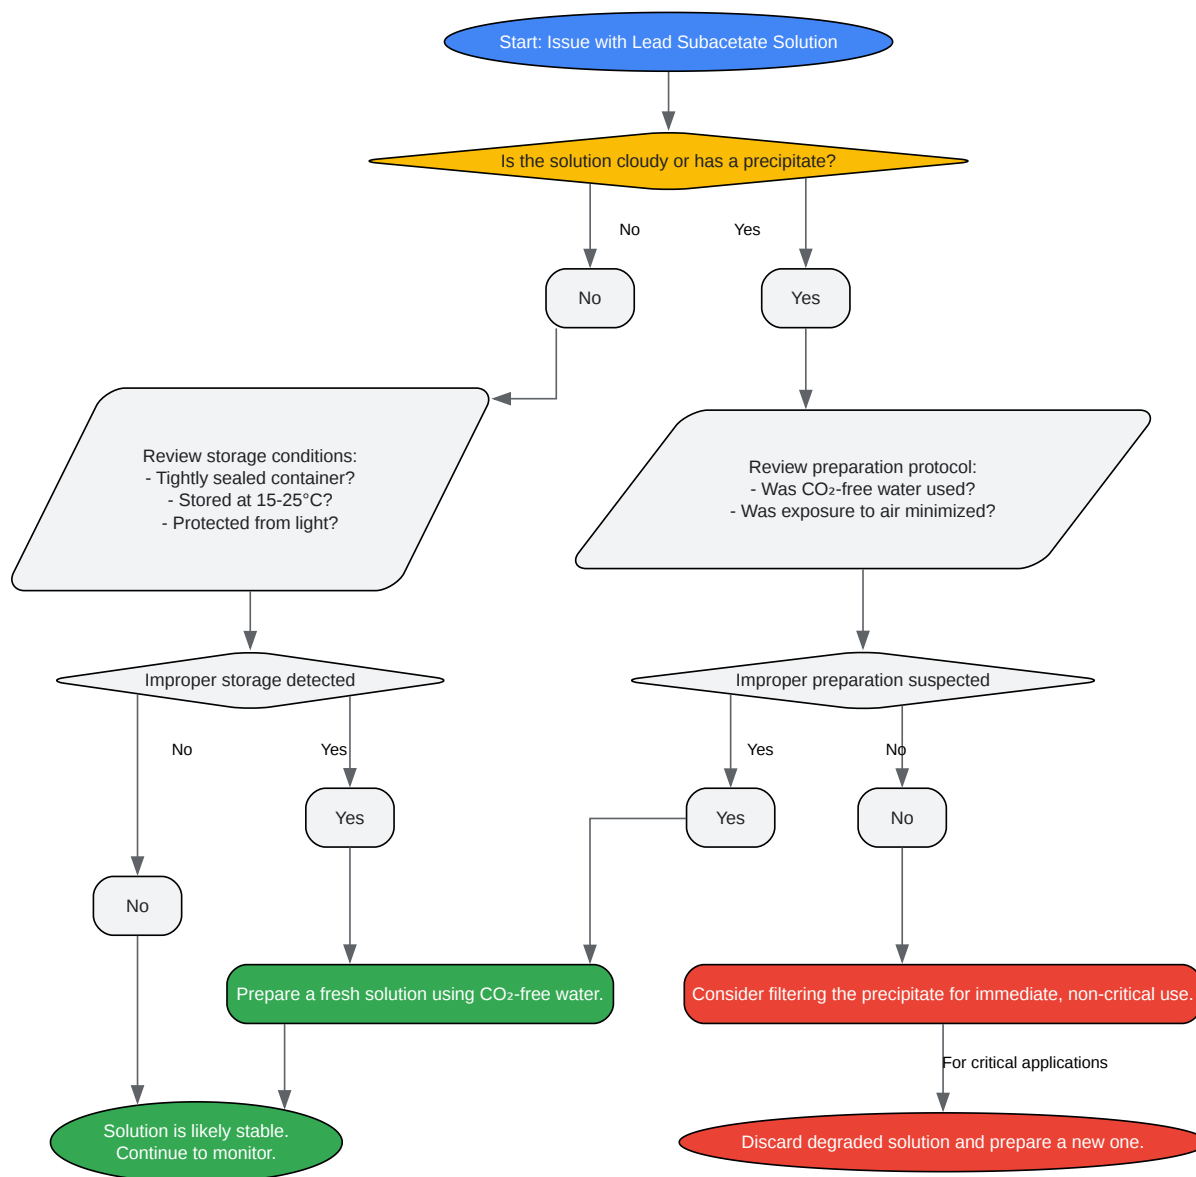 Start: Issue with Lead Subacetate Solution
Is the solution cloudy or has a precipitate?
No
Yes
No
Yes
Review storage conditions:
- Tightly sealed container?
- Stored at 15-25°C?
- Protected from light?
Review preparation protocol:
- Was CO₂-free water used?
- Was exposure to air minimized?
Improper storage detected
Improper preparation suspected
No
Yes
Yes
No
Yes
Yes
No
No
Prepare a fresh solution using CO₂-free water.
Consider filtering the precipitate for immediate, non-critical use.
For critical applications
Solution is likely stable.
Continue to monitor.
Discard degraded solution and prepare a new one.